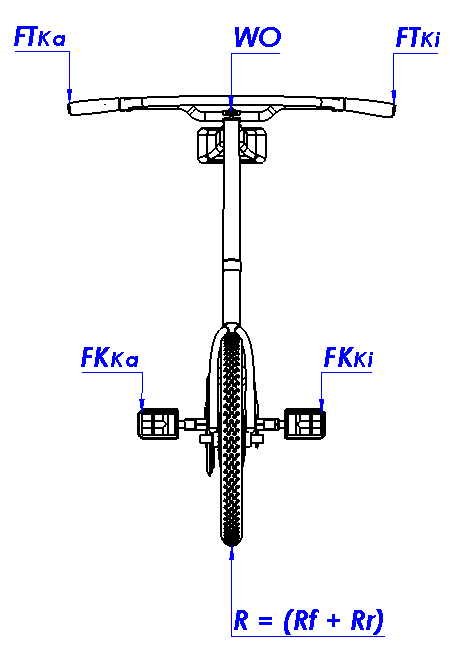 FTKa
WO
FTKi
FKKa
FKKi
R = (Rf + Rr)